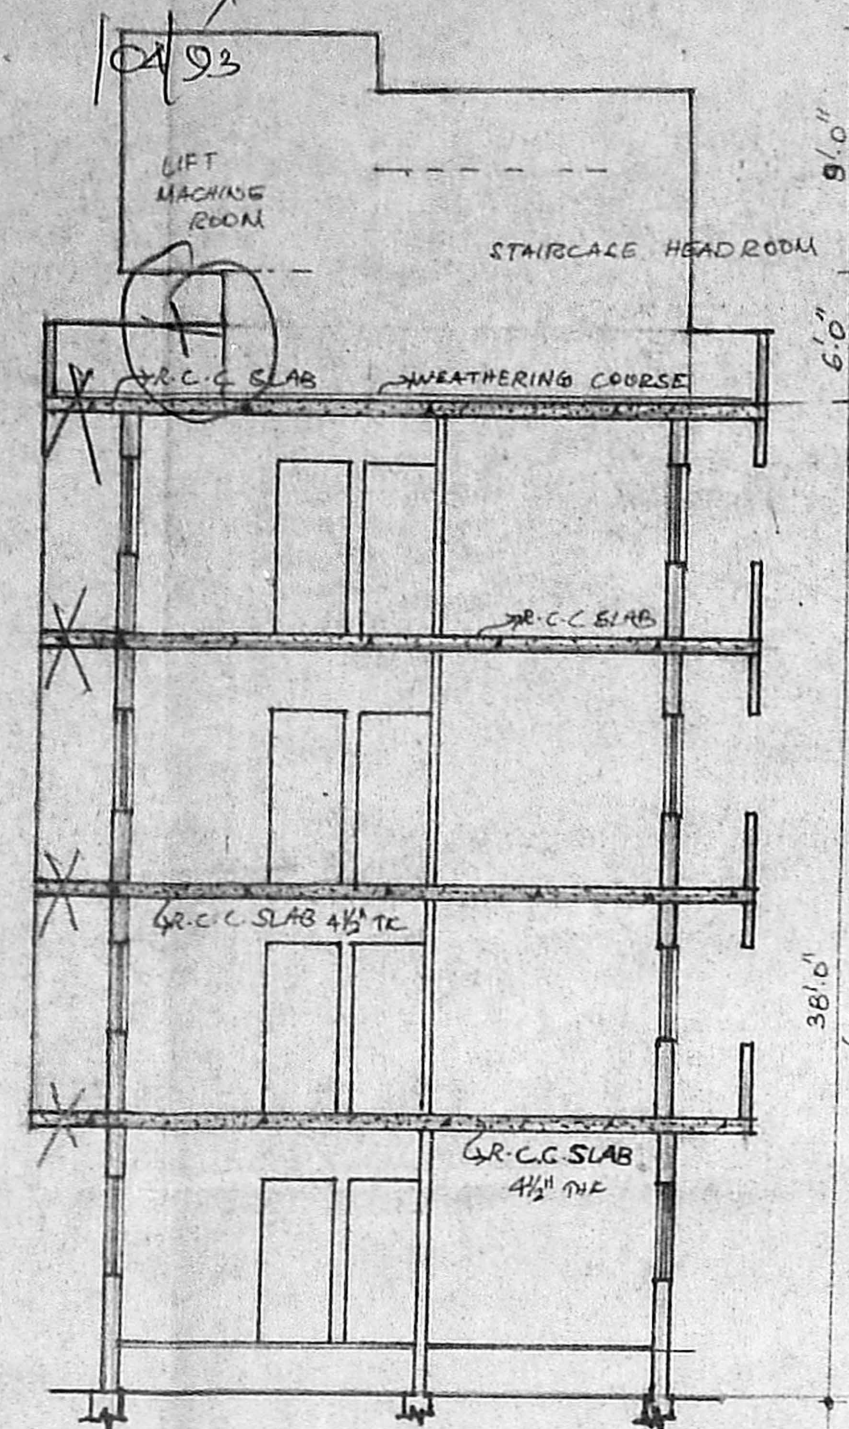 04/93
9'.0"
LIFT
MACHINE
ROOM
STAIRCASE HEADROOM
6'.0"
R.C.C SLAB
WEATHERING COURSE
R.C.C SLAB
R.C.C. SLAB 4½" TK
38'.0"
R.C.C. SLAB
4½" THK